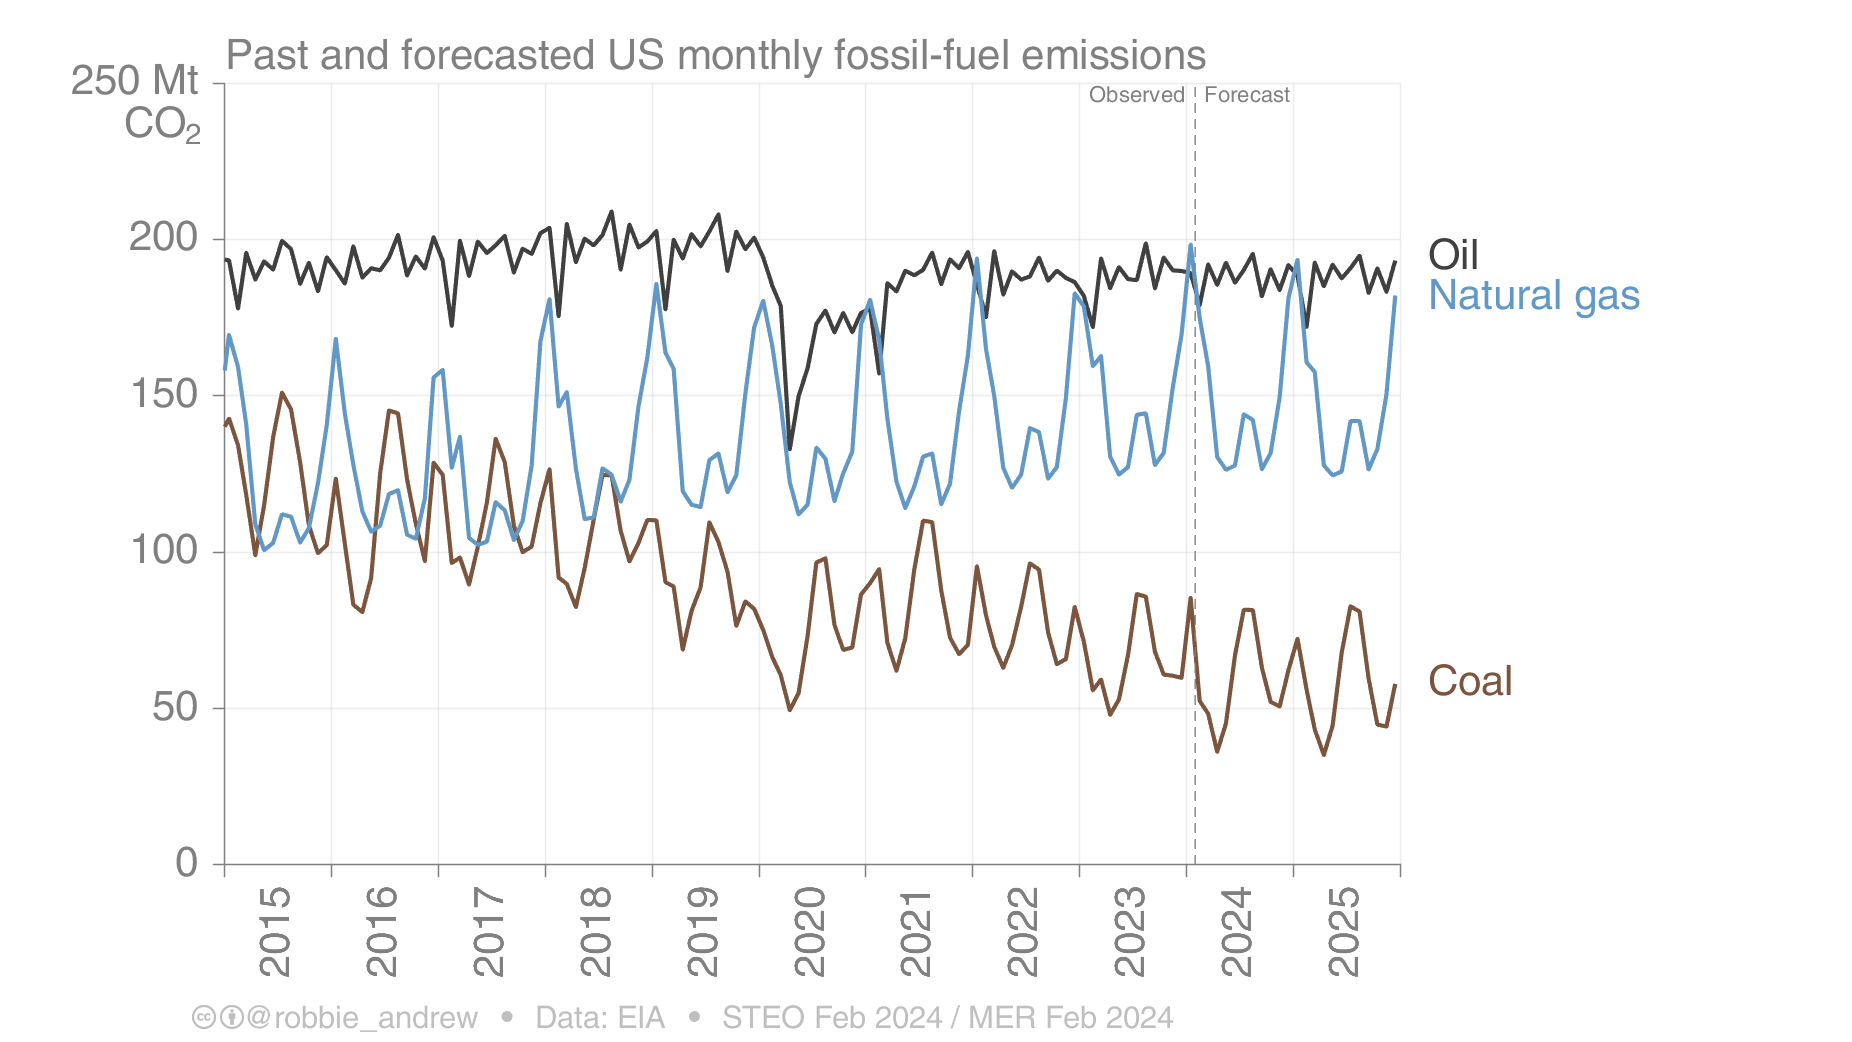 Past and forecasted US monthly fossil-fuel emissions
250 Mt
CO₂
Observed
Forecast
200
150
100
50
0
Oil
Natural gas
Coal
2015
2016
2017
2018
2019
2020
2021
2022
2023
2024
2025
@robbie_andrew • Data: EIA • STEO Feb 2024 / MER Feb 2024